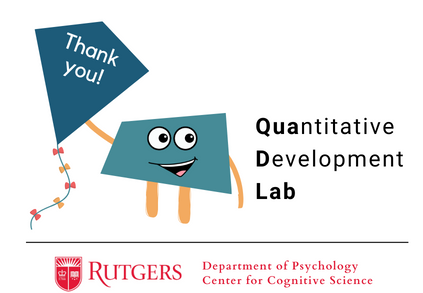 Thank
you!
Quantitative
Development
Lab
RUTGERS
Department of Psychology
Center for Cognitive Science